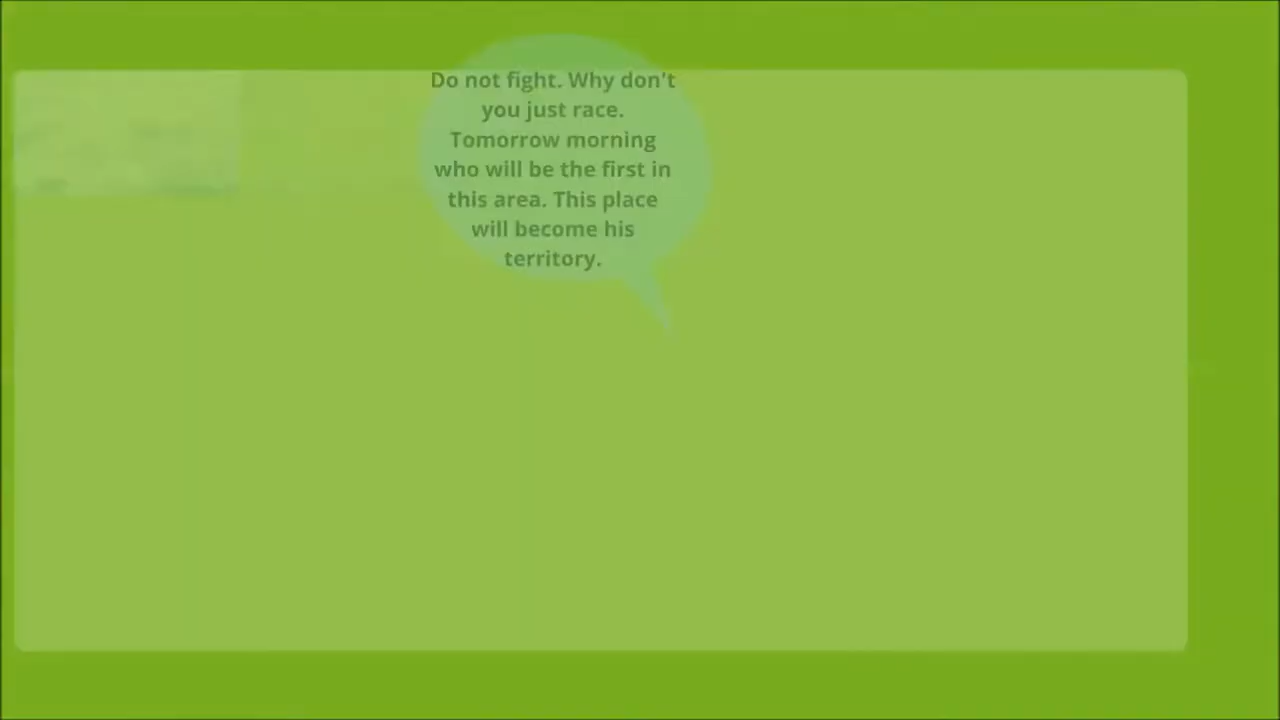 Do not fight. Why don't
you just race.
Tomorrow morning
who will be the first in
this area. This place
will become his
territory.